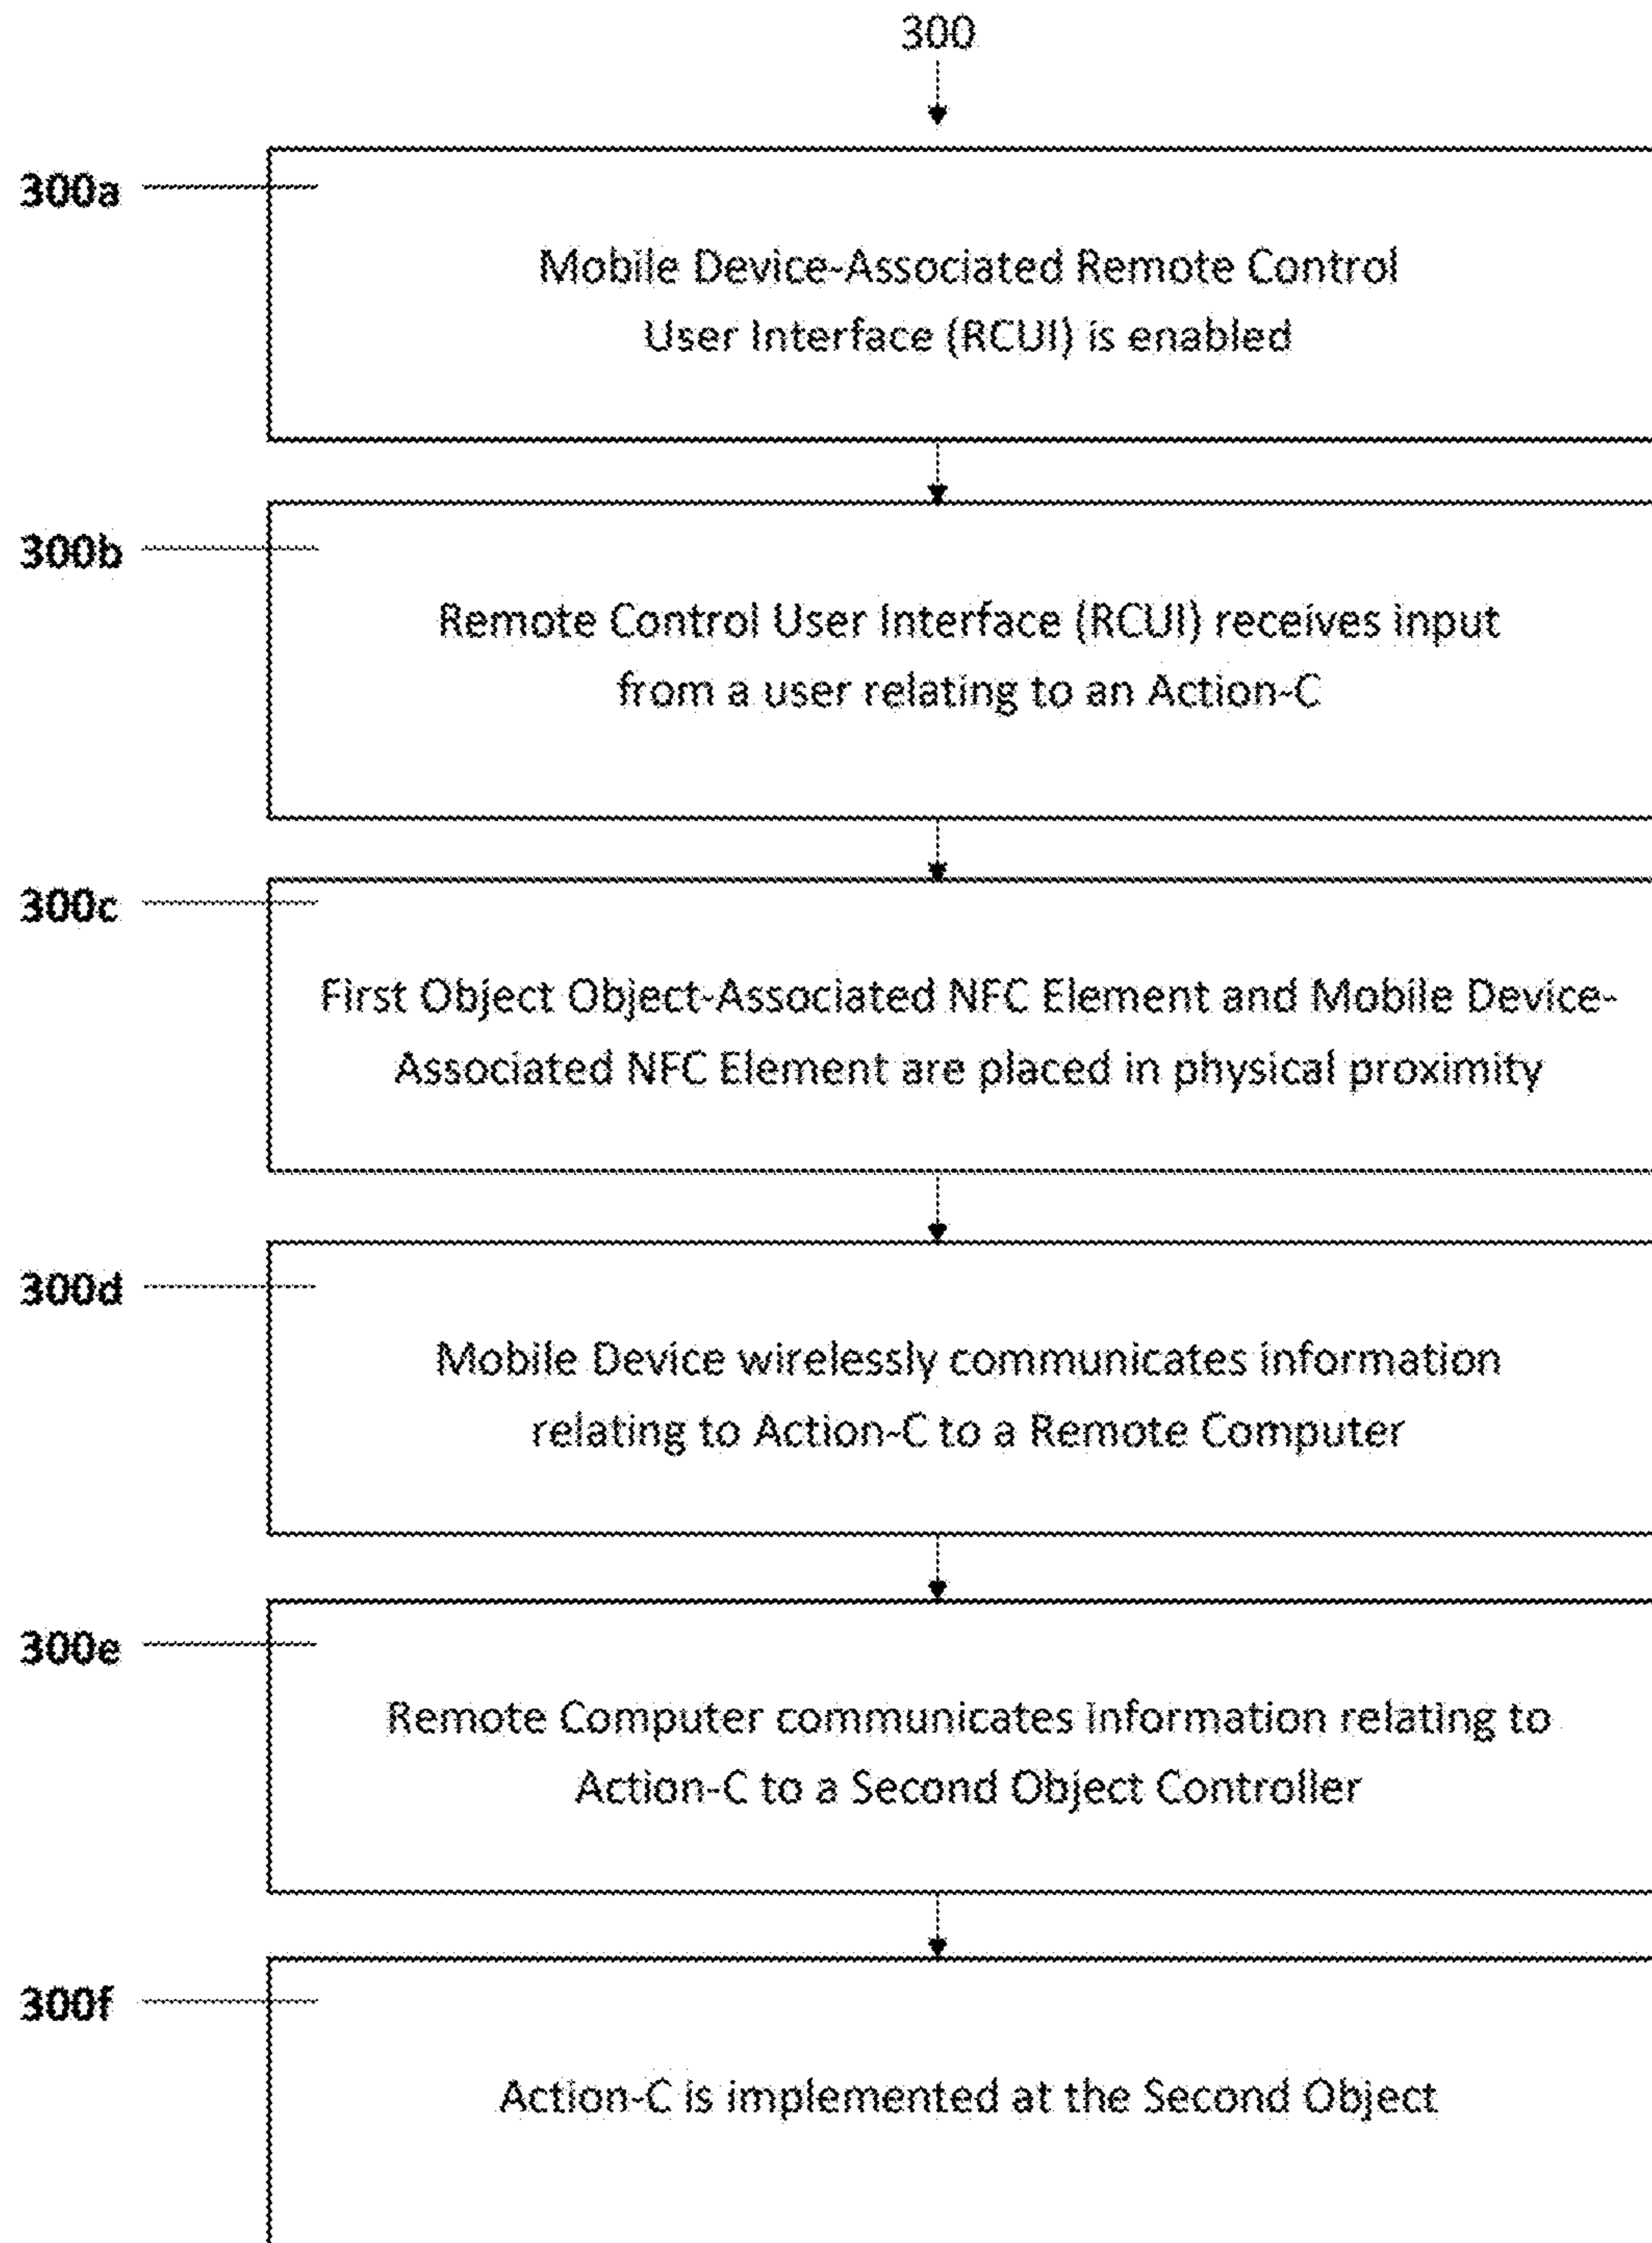 300
300a
Mobile Device-Associated Remote Control
User Interface (RCUI) is enabled
300b
Remote Control User Interface (RCUI) receives input
from a user relating to an Action-C
300c
First Object Object-Associated NFC Element and Mobile Device-
Associated NFC Element are placed in physical proximity
300d
Mobile Device wirelessly communicates information
relating to Action-C to a Remote Computer
300e
Remote Computer communicates information relating to
Action-C to a Second Object Controller
300f
Action-C is implemented at the Second Object